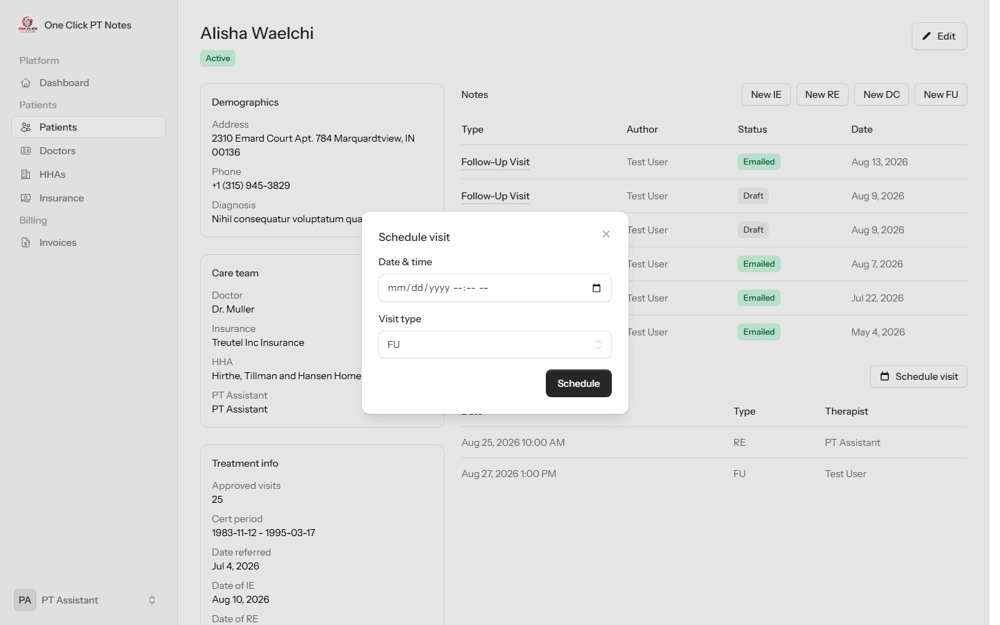 One Click PT Notes
Platform
Dashboard
Patients
Patients
Doctors
HHAs
Insurance
Billing
Invoices
PA
PT Assistant
Alisha Waelchi
Active
Edit
Demographics
Address
2310 Emard Court Apt. 784 Marquardtview, IN
00136
Phone
+1 (315) 945-3829
Diagnosis
Nihil consequatur voluptatum qua
Care team
Doctor
Dr. Muller
Insurance
Treutel Inc Insurance
HHA
Hirthe, Tillman and Hansen Home
PT Assistant
PT Assistant
Treatment info
Approved visits
25
Cert period
1983-11-12 - 1995-03-17
Date referred
Jul 4, 2026
Date of IE
Aug 10, 2026
Date of RE
Notes
New IE New RE New DC New FU
Type Author Status Date
Follow-Up Visit Test User Emailed Aug 13, 2026
Follow-Up Visit Test User Draft Aug 9, 2026
Test User Draft Aug 9, 2026
Test User Emailed Aug 7, 2026
Test User Emailed Jul 22, 2026
Test User Emailed May 4, 2026
Schedule visit
Type Therapist
Aug 25, 2026 10:00 AM RE PT Assistant
Aug 27, 2026 1:00 PM FU Test User
Schedule visit
Date & time
mm/dd/yyyy --:-- --
Visit type
FU
Schedule